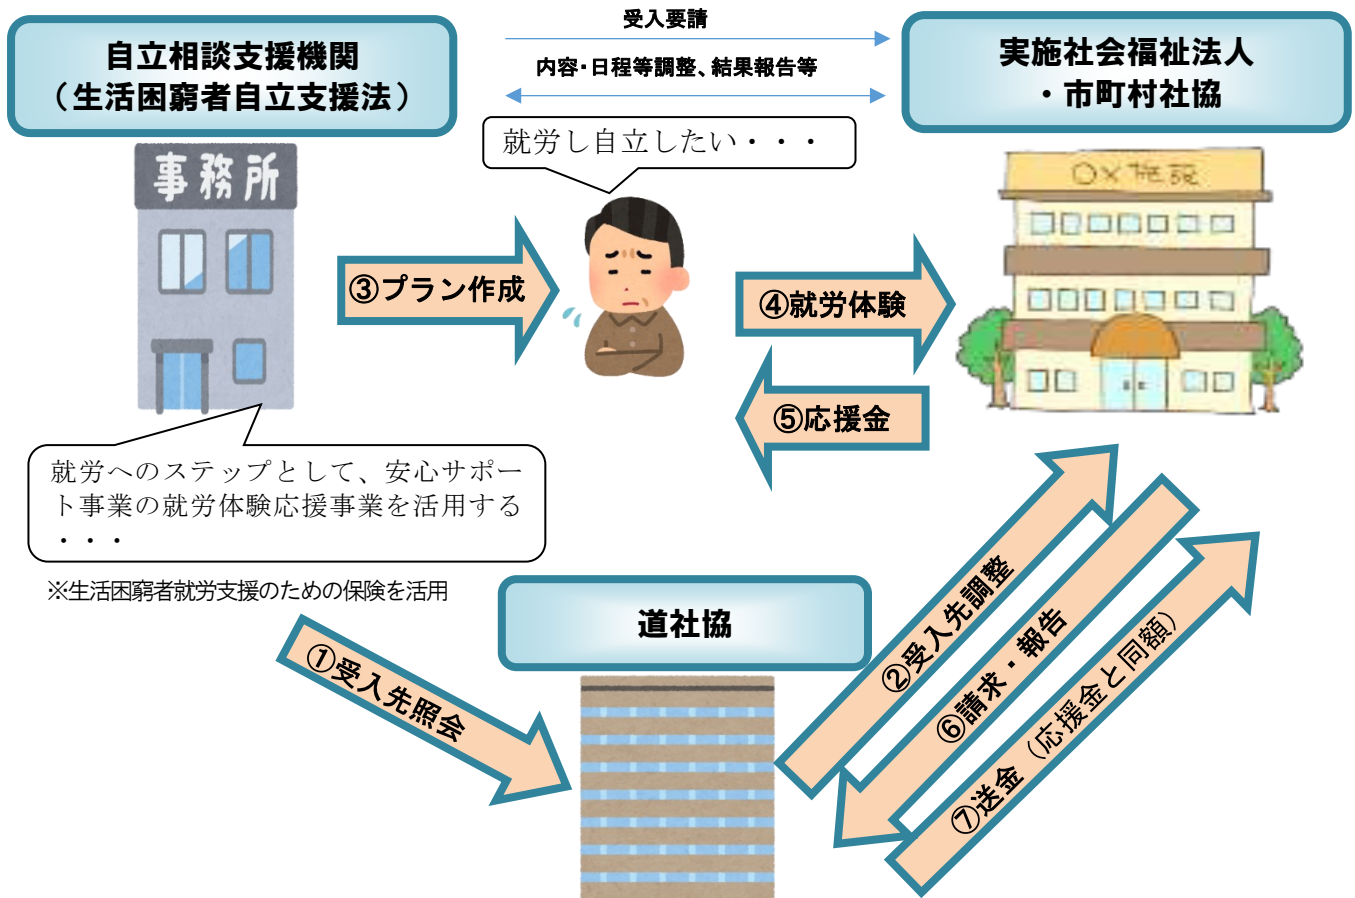 自立相談支援機関
（生活困窮者自立支援法）
受入要請
内容・日程等調整、結果報告等
実施社会福祉法人
・市町村社協
就労し自立したい・・・
事務所
〇×施設
③プラン作成
④就労体験
⑤応援金
就労へのステップとして、安心サポー
ト事業の就労体験応援事業を活用する
・・・
※生活困窮者就労支援のための保険を活用
道社協
①受入先照会
②受入先調整
⑥請求・報告
⑦送金（応援金と同額）